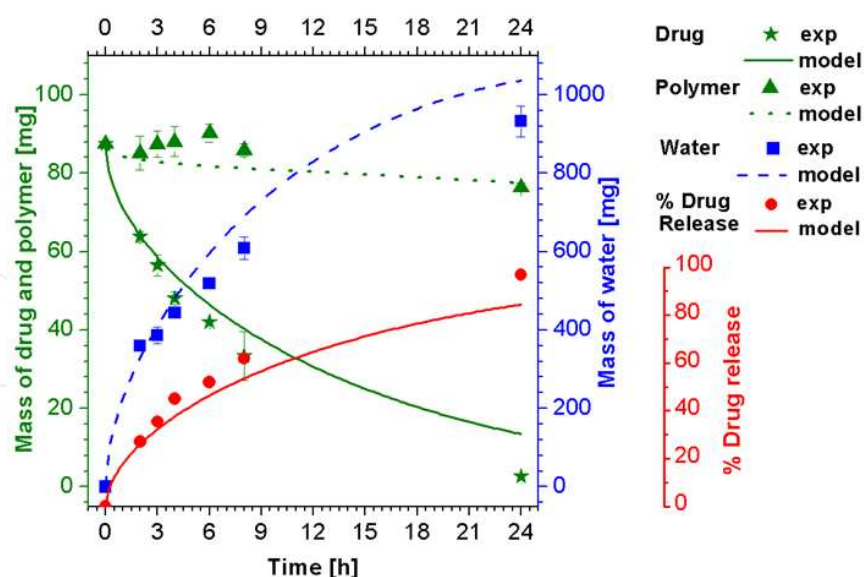 0 3 6 9 12 15 18 21 24
Drug
exp
model
Polymer
exp
model
Water
exp
model
% Drug
Release
exp
model
Mass of drug and polymer [mg]
100
80
60
40
20
0
Mass of water [mg]
1000
800
600
400
200
0
% Drug release
100
80
60
40
20
0
0 3 6 9 12 15 18 21 24
Time [h]